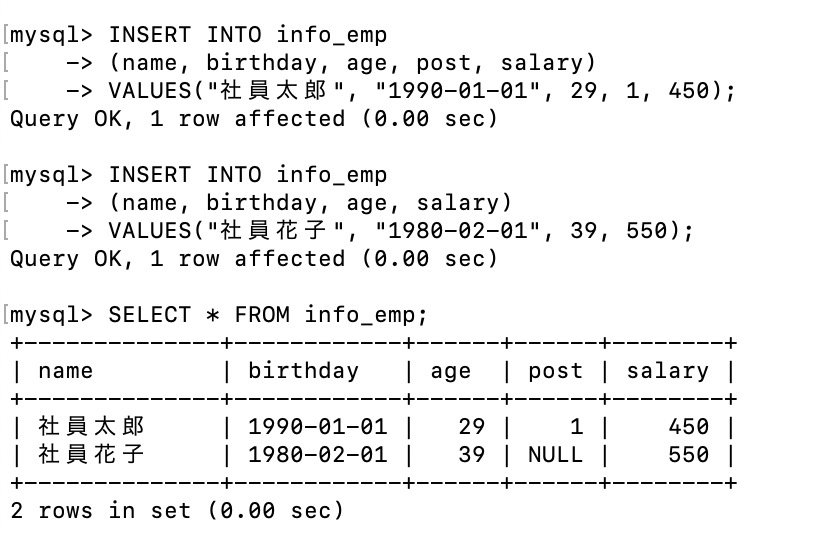 mysql> INSERT INTO info_emp
    -> (name, birthday, age, post, salary)
    -> VALUES("社員太郎", "1990-01-01", 29, 1, 450);
Query OK, 1 row affected (0.00 sec)

mysql> INSERT INTO info_emp
    -> (name, birthday, age, salary)
    -> VALUES("社員花子", "1980-02-01", 39, 550);
Query OK, 1 row affected (0.00 sec)

mysql> SELECT * FROM info_emp;
+--------------+------------+------+------+--------+
| name         | birthday   | age  | post | salary |
+--------------+------------+------+------+--------+
| 社員太郎     | 1990-01-01 |   29 |    1 |    450 |
| 社員花子     | 1980-02-01 |   39 | NULL |    550 |
+--------------+------------+------+------+--------+
2 rows in set (0.00 sec)